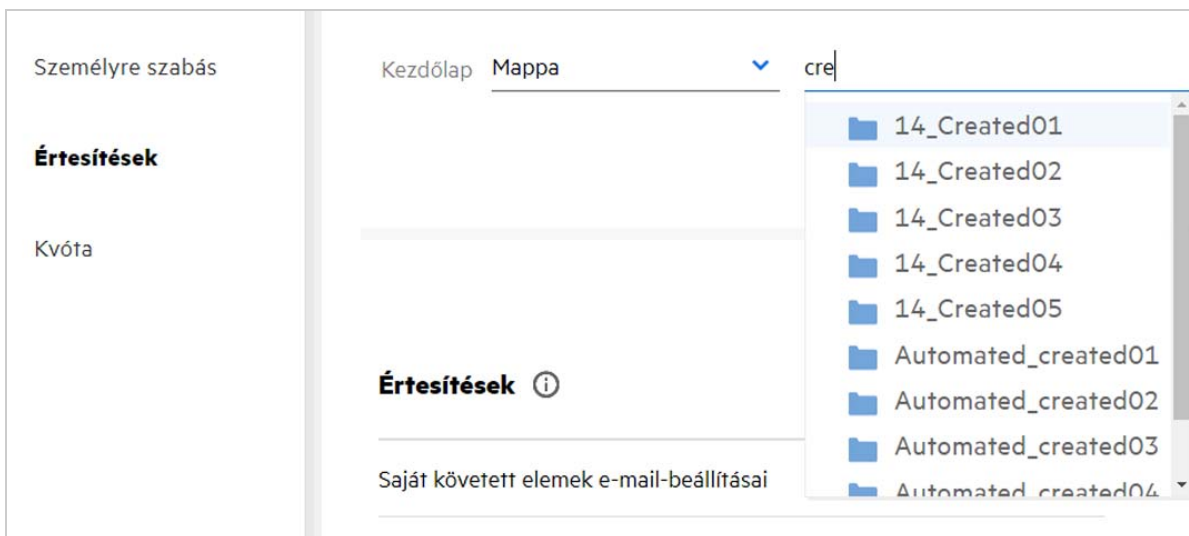 Személyre szabás
Értesítések
Kvóta
Kezdőlap Mappa cre
14_Created01
14_Created02
14_Created03
14_Created04
14_Created05
Automated_created01
Automated_created02
Automated_created03
Automated_created04
Értesítések
Saját követett elemek e-mail-beállításai